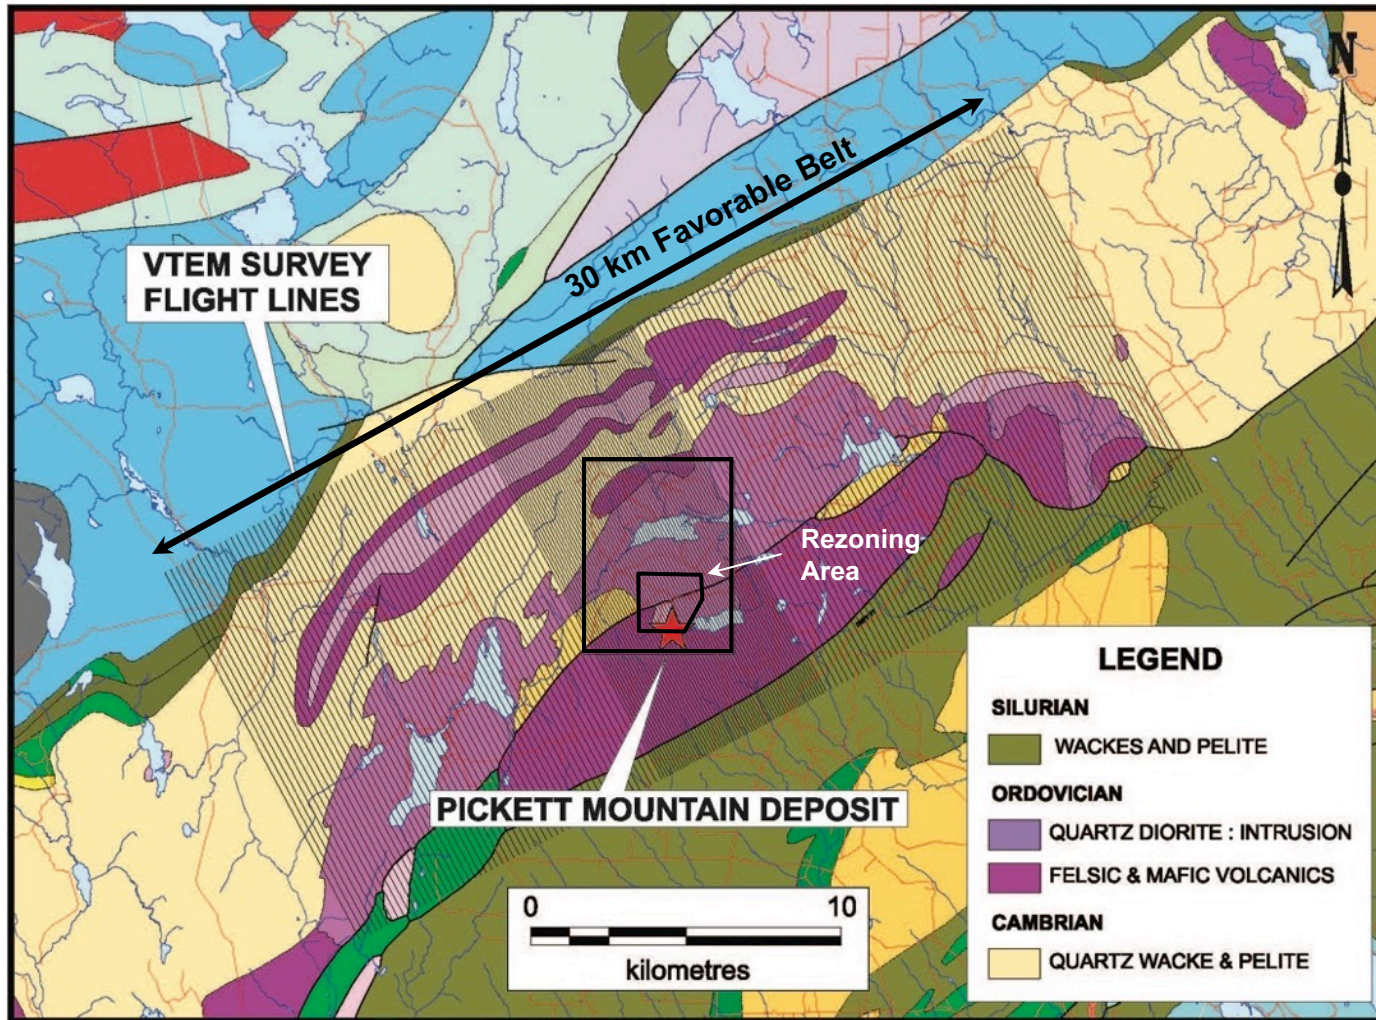 N
30 km Favorable Belt
VTEM SURVEY
FLIGHT LINES
Rezoning
Area
PICKETT MOUNTAIN DEPOSIT
0 10
kilometres
LEGEND
SILURIAN
WACKES AND PELITE
ORDOVICIAN
QUARTZ DIORITE : INTRUSION
FELSIC & MAFIC VOLCANICS
CAMBRIAN
QUARTZ WACKE & PELITE